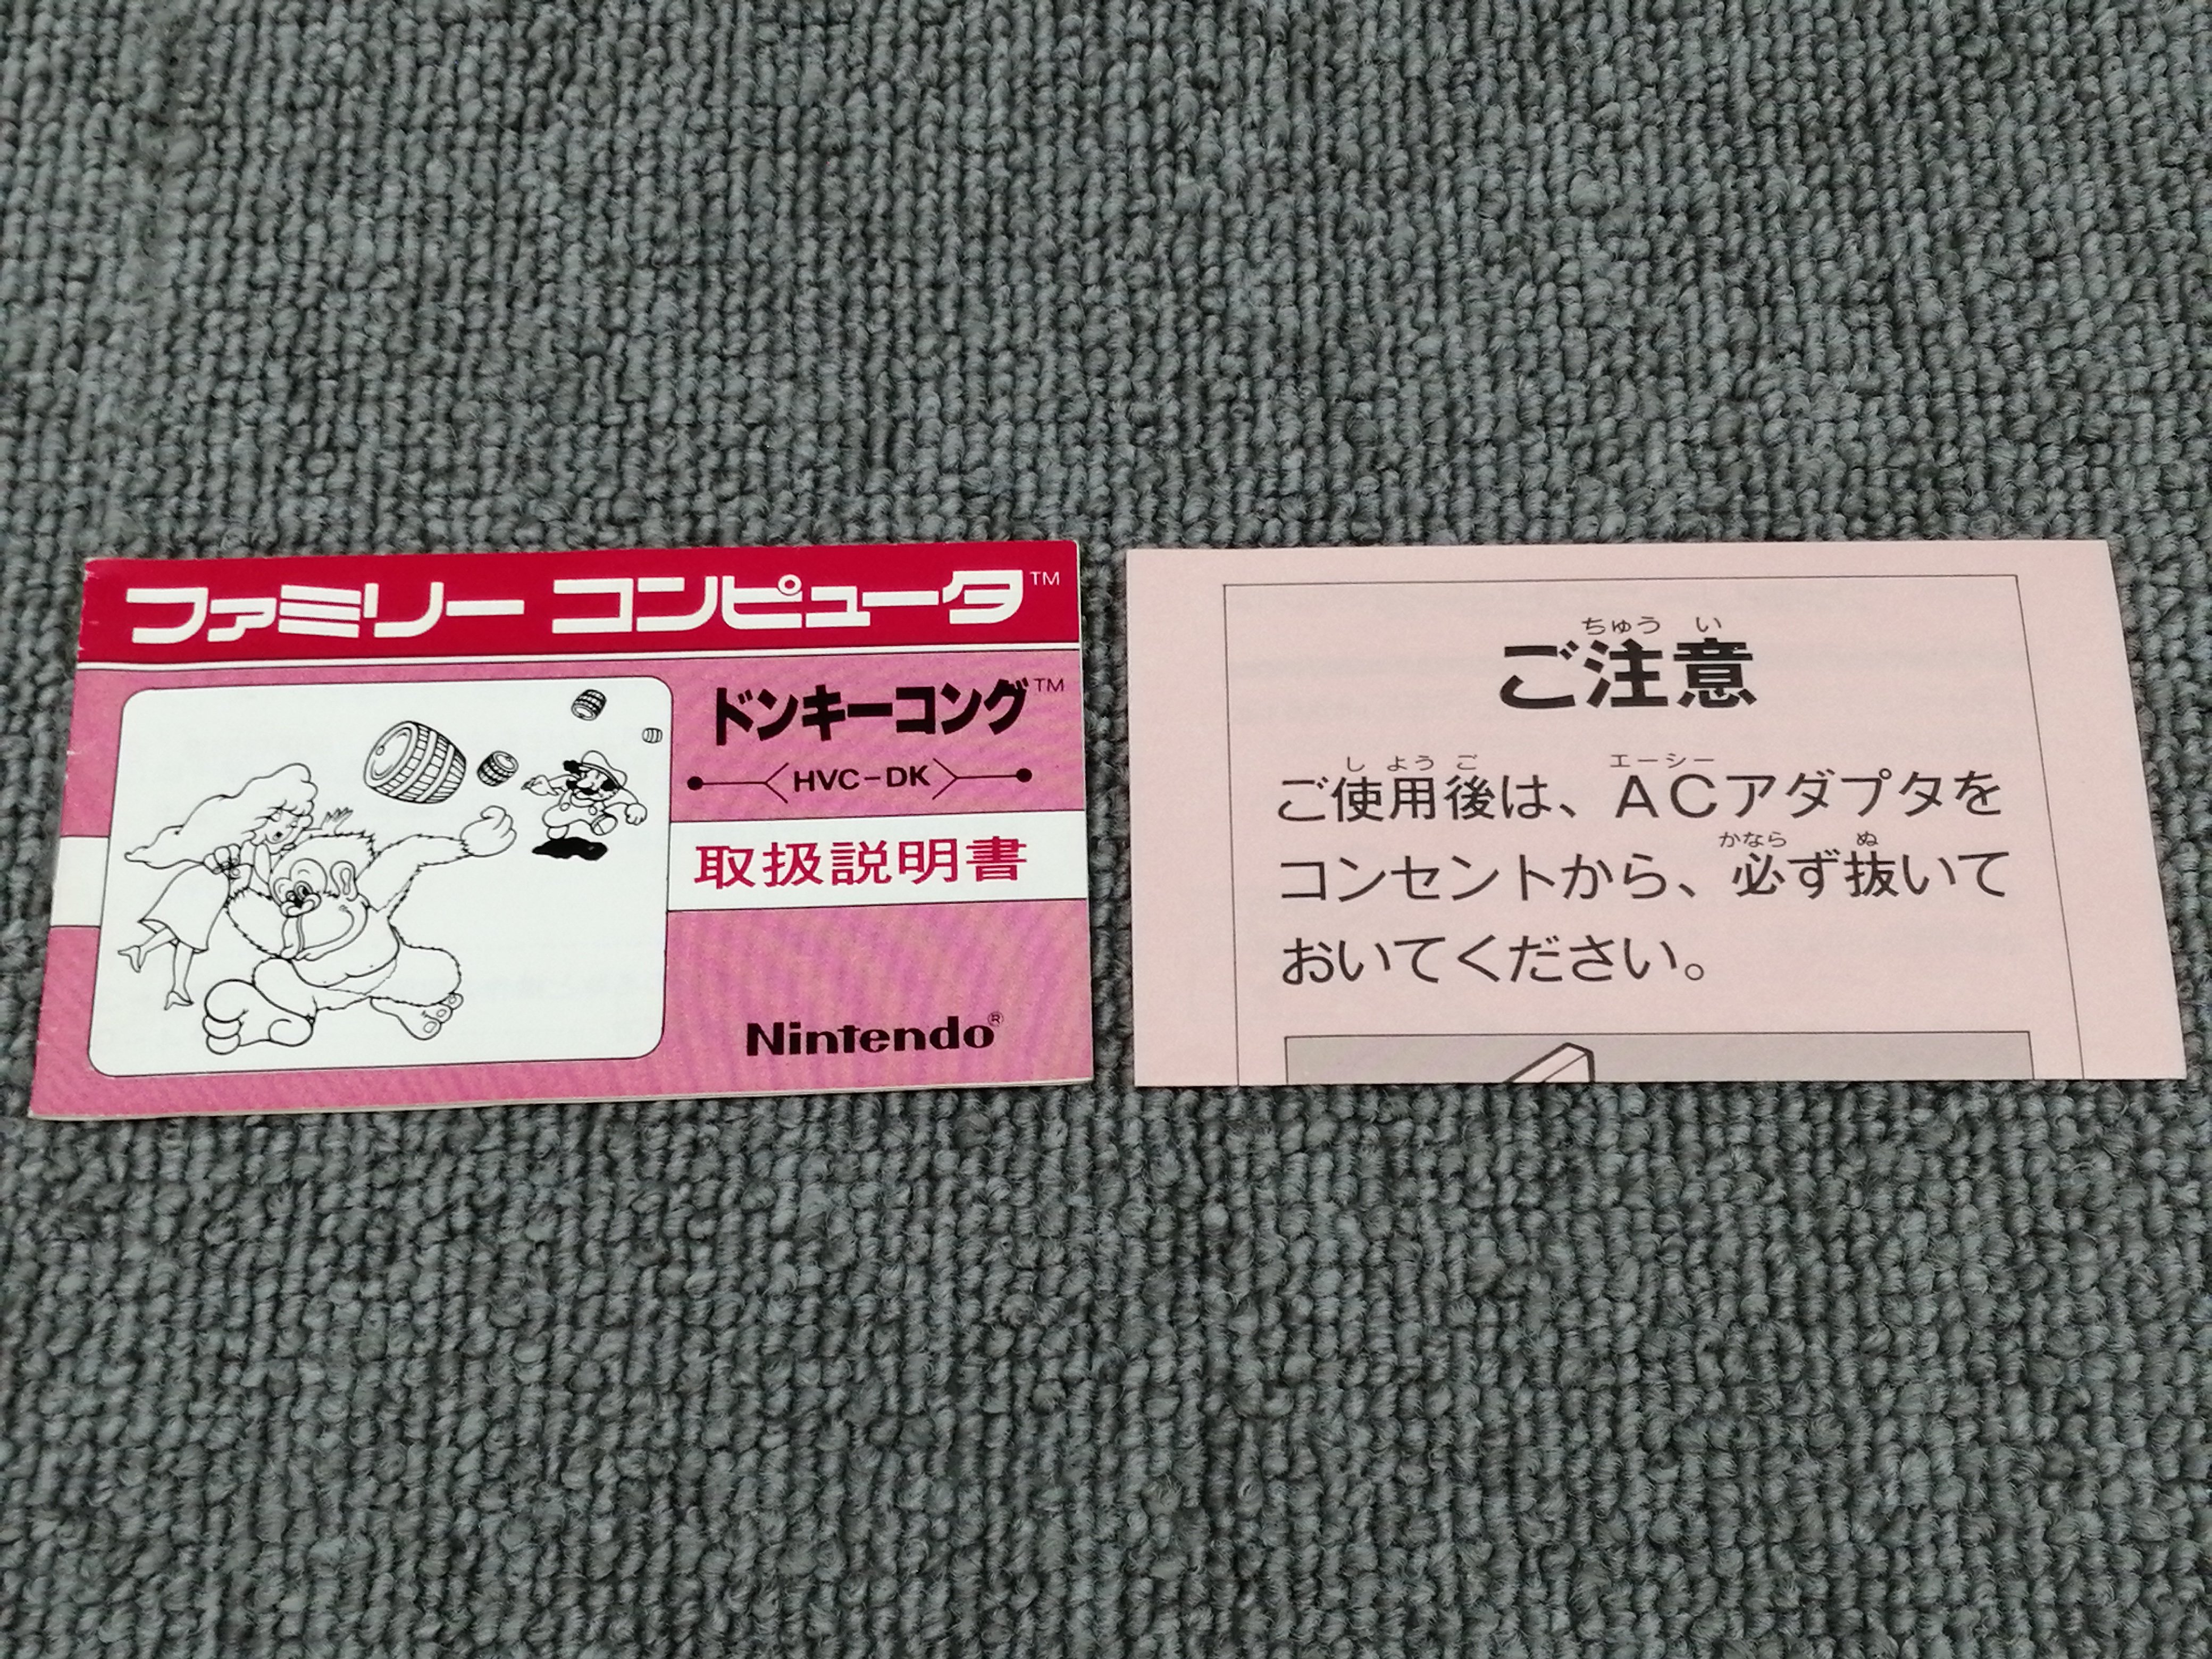 ファミリー コンピュータ™
ドンキーコング™
HVC-DK
取扱説明書
Nintendo®
ちゅう い
ご注意
し よう ご エーシー
ご使用後は、ACアダプタを
かなら ぬ
コンセントから、必ず抜いて
おいてください。